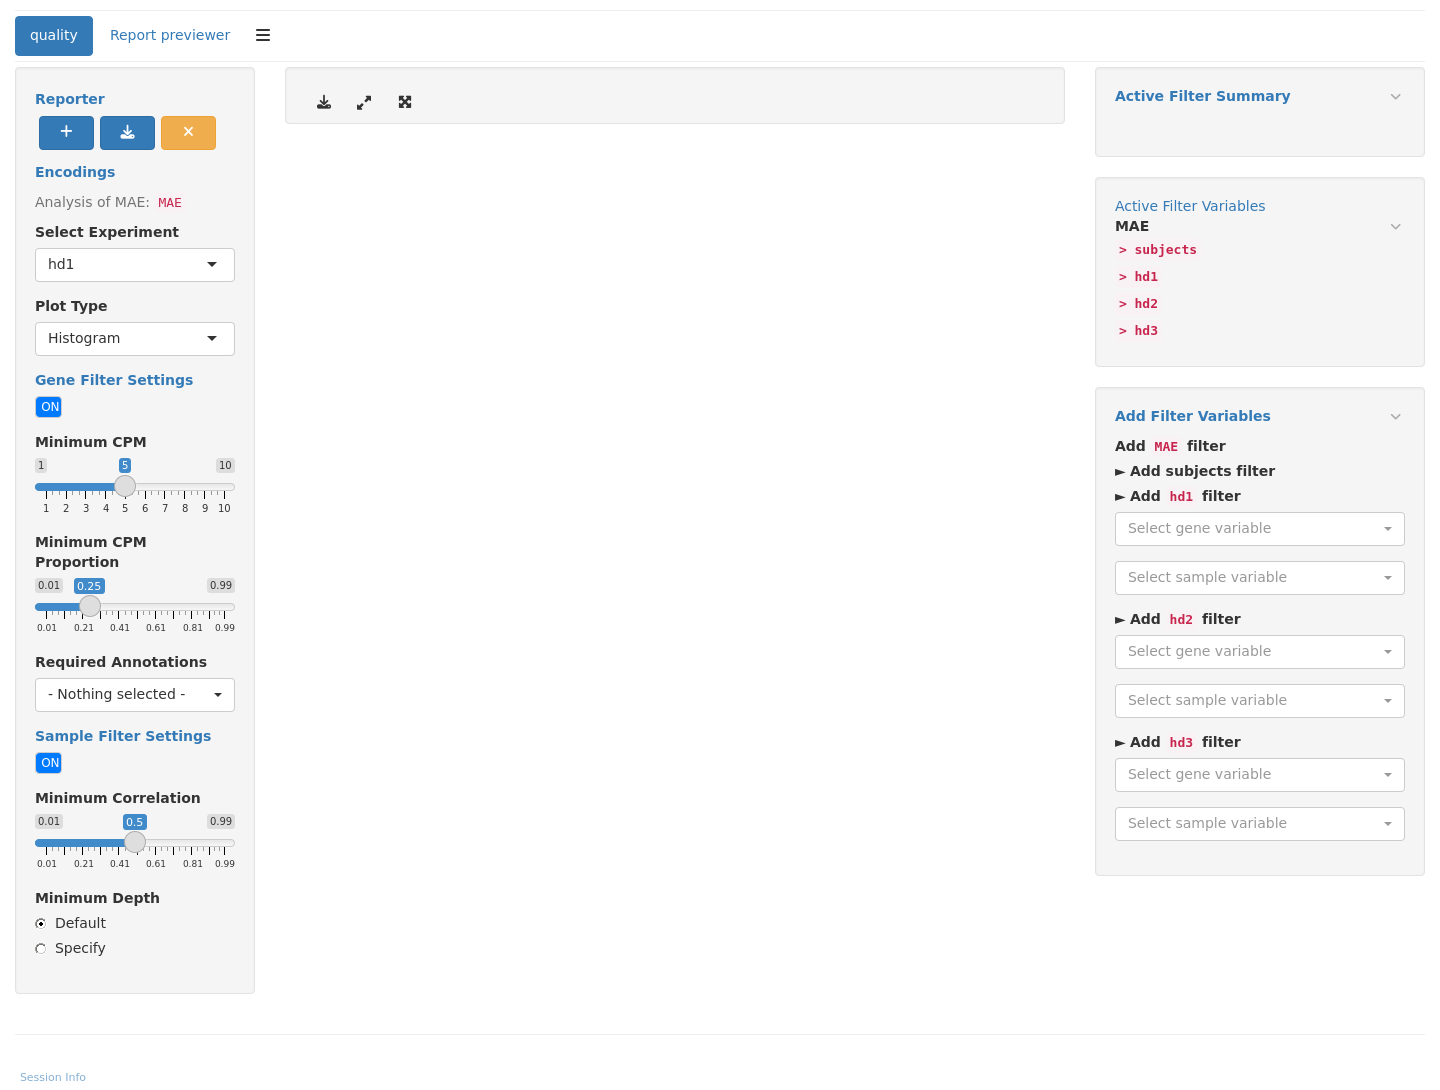 quality
Report previewer
Reporter
Encodings
Analysis of MAE: MAE
Select Experiment
hd1
Plot Type
Histogram
Gene Filter Settings
ON
Minimum CPM
1 5 10
1 2 3 4 5 6 7 8 9 10
Minimum CPM
Proportion
0.01 0.25 0.99
0.01 0.21 0.41 0.61 0.81 0.99
Required Annotations
- Nothing selected -
Sample Filter Settings
ON
Minimum Correlation
0.01 0.5 0.99
0.01 0.21 0.41 0.61 0.81 0.99
Minimum Depth
Default
Specify
Active Filter Summary
Active Filter Variables
MAE
> subjects
> hd1
> hd2
> hd3
Add Filter Variables
Add MAE filter
► Add subjects filter
► Add hd1 filter
Select gene variable
Select sample variable
► Add hd2 filter
Select gene variable
Select sample variable
► Add hd3 filter
Select gene variable
Select sample variable
Session Info